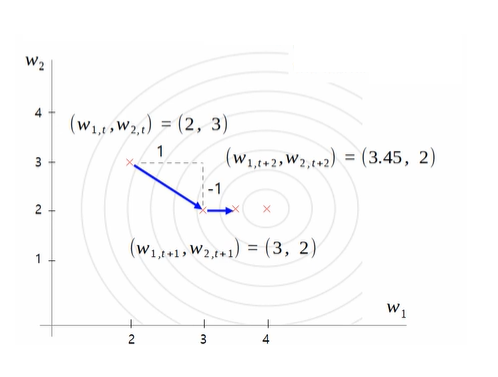 w₂
4
(w₁,ₜ,w₂,ₜ) = (2, 3)
1
3
(w₁,ₜ₊₂,w₂,ₜ₊₂) = (3.45, 2)
-1
2
(w₁,ₜ₊₁,w₂,ₜ₊₁) = (3, 2)
1
w₁
2 3 4